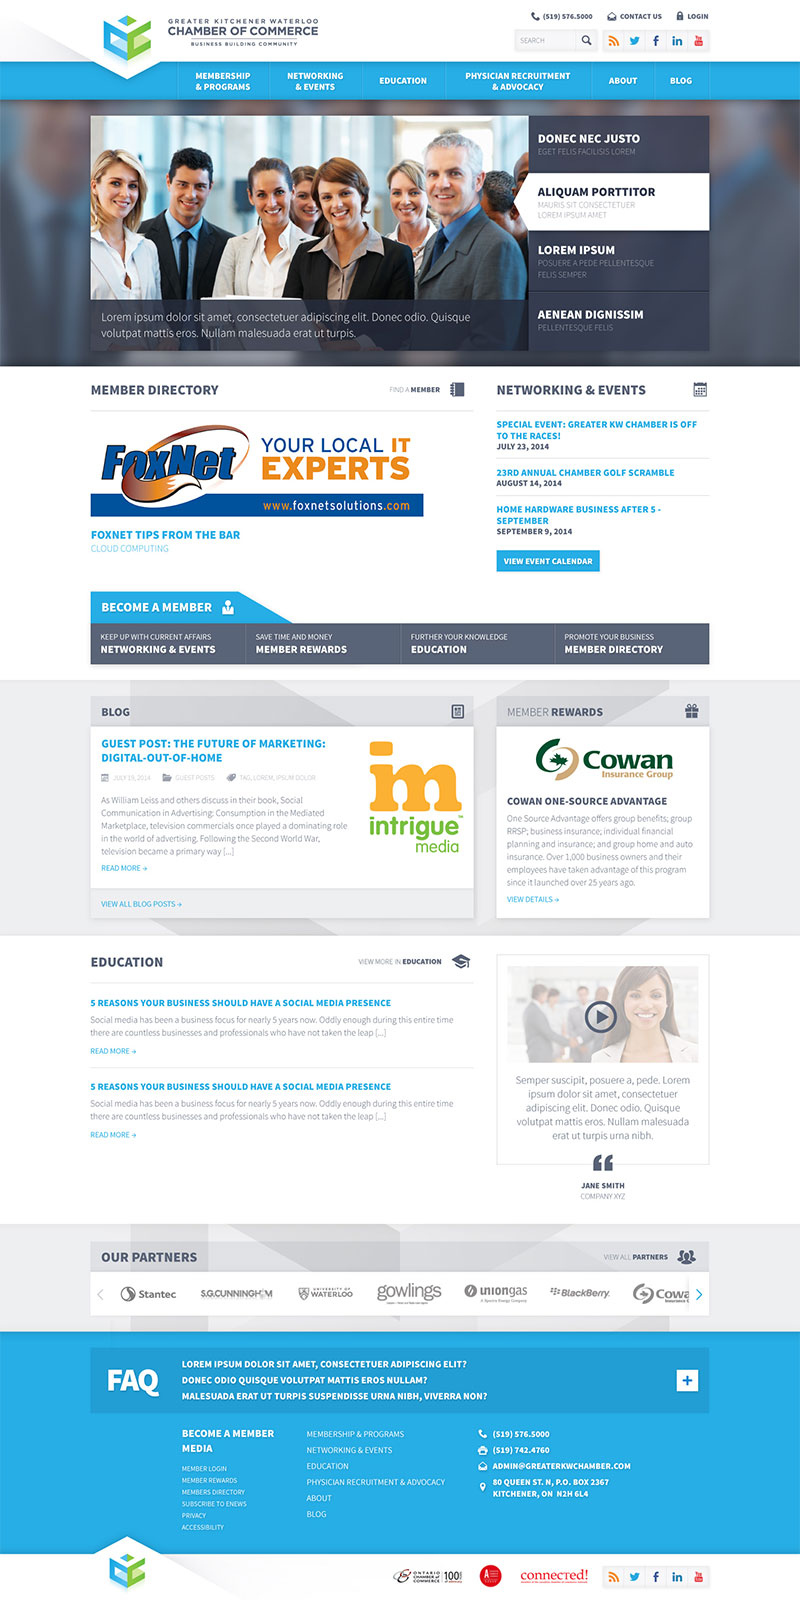 GREATER KITCHENER WATERLOO
CHAMBER OF COMMERCE
BUSINESS BUILDING COMMUNITY
(519) 576.5000
CONTACT US
LOGIN
SEARCH
MEMBERSHIP
& PROGRAMS
NETWORKING
& EVENTS
EDUCATION
PHYSICIAN RECRUITMENT
& ADVOCACY
ABOUT
BLOG
DONEC NEC JUSTO
EGET FELIS FACILISIS LOREM
ALIQUAM PORTTITOR
MAURIS SIT CONSECTETUER
LOREM IPSUM AMET
LOREM IPSUM
POSUERE A PEDE PELLENTESQUE
FELIS SEMPER
AENEAN DIGNISSIM
PELLENTESQUE FELIS
Lorem ipsum dolor sit amet, consectetuer adipiscing elit. Donec odio. Quisque
volutpat mattis eros. Nullam malesuada erat ut turpis.
MEMBER DIRECTORY
FIND A MEMBER
FoxNet
YOUR LOCAL IT
EXPERTS
www.foxnetsolutions.com
FOXNET TIPS FROM THE BAR
CLOUD COMPUTING
NETWORKING & EVENTS
SPECIAL EVENT: GREATER KW CHAMBER IS OFF
TO THE RACES!
JULY 23, 2014
23RD ANNUAL CHAMBER GOLF SCRAMBLE
AUGUST 14, 2014
HOME HARDWARE BUSINESS AFTER 5 -
SEPTEMBER
SEPTEMBER 9, 2014
VIEW EVENT CALENDAR
BECOME A MEMBER
KEEP UP WITH CURRENT AFFAIRS
NETWORKING & EVENTS
SAVE TIME AND MONEY
MEMBER REWARDS
FURTHER YOUR KNOWLEDGE
EDUCATION
PROMOTE YOUR BUSINESS
MEMBER DIRECTORY
BLOG
GUEST POST: THE FUTURE OF MARKETING:
DIGITAL-OUT-OF-HOME
JULY 19, 2014
GUEST POSTS
TAG, LOREM, IPSUM DOLOR
As William Leiss and others discuss in their book, Social
Communication in Advertising: Consumption in the Mediated
Marketplace, television commercials once played a dominating role
in the world of advertising. Following the Second World War,
television became a primary way [...]
READ MORE →
im
intrigue™
media
VIEW ALL BLOG POSTS →
MEMBER REWARDS
Cowan
Insurance Group
COWAN ONE-SOURCE ADVANTAGE
One Source Advantage offers group benefits; group
RRSP; business insurance; individual financial
planning and insurance; and group home and auto
insurance. Over 1,000 business owners and their
employees have taken advantage of this program
since it launched over 25 years ago.
VIEW DETAILS →
EDUCATION
VIEW MORE IN EDUCATION
5 REASONS YOUR BUSINESS SHOULD HAVE A SOCIAL MEDIA PRESENCE
Social media has been a business focus for nearly 5 years now. Oddly enough during this entire time
there are countless businesses and professionals who have not taken the leap [...]
READ MORE →
5 REASONS YOUR BUSINESS SHOULD HAVE A SOCIAL MEDIA PRESENCE
Social media has been a business focus for nearly 5 years now. Oddly enough during this entire time
there are countless businesses and professionals who have not taken the leap [...]
READ MORE →
Semper suscipit, posuere a, pede. Lorem
ipsum dolor sit amet, consectetuer
adipiscing elit. Donec odio. Quisque
volutpat mattis eros. Nullam malesuada
erat ut turpis urna nibh.
JANE SMITH
COMPANY XYZ
OUR PARTNERS
VIEW ALL PARTNERS
Stantec
S.G.CUNNINGHAM
UNIVERSITY OF
WATERLOO
gowlings
uniongas
A Spectra Energy Company
BlackBerry
Cowa
Insurance G
FAQ
LOREM IPSUM DOLOR SIT AMET, CONSECTETUER ADIPISCING ELIT?
DONEC ODIO QUISQUE VOLUTPAT MATTIS EROS NULLAM?
MALESUADA ERAT UT TURPIS SUSPENDISSE URNA NIBH, VIVERRA NON?
BECOME A MEMBER
MEDIA
MEMBER LOGIN
MEMBER REWARDS
MEMBERS DIRECTORY
SUBSCRIBE TO ENEWS
PRIVACY
ACCESSIBILITY
MEMBERSHIP & PROGRAMS
NETWORKING & EVENTS
EDUCATION
PHYSICIAN RECRUITMENT & ADVOCACY
ABOUT
BLOG
(519) 576.5000
(519) 742.4760
ADMIN@GREATERKWCHAMBER.COM
80 QUEEN ST. N, P.O. BOX 2367
KITCHENER, ON N2H 6L4
ONTARIO
CHAMBER OF
COMMERCE
100
connected!